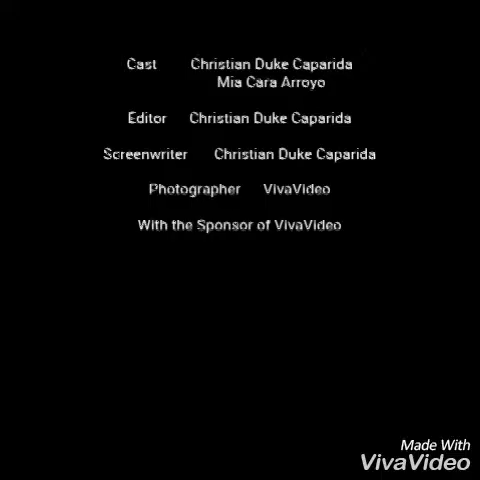 Cast Christian Duke Caparida
Mia Cara Arroyo
Editor Christian Duke Caparida
Screenwriter Christian Duke Caparida
Photographer VivaVideo
With the Sponsor of VivaVideo
Made With
VivaVideo